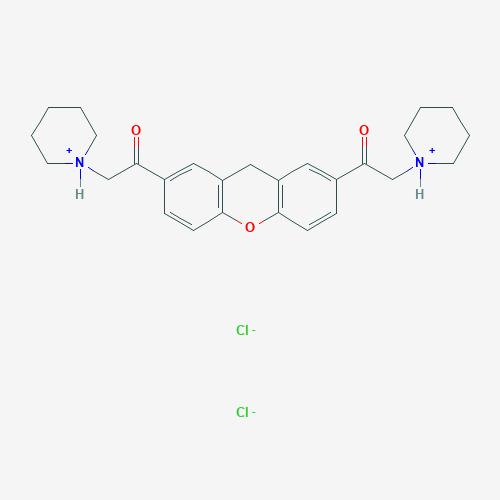 O O
N + N +
H H
O
Cl -
Cl -